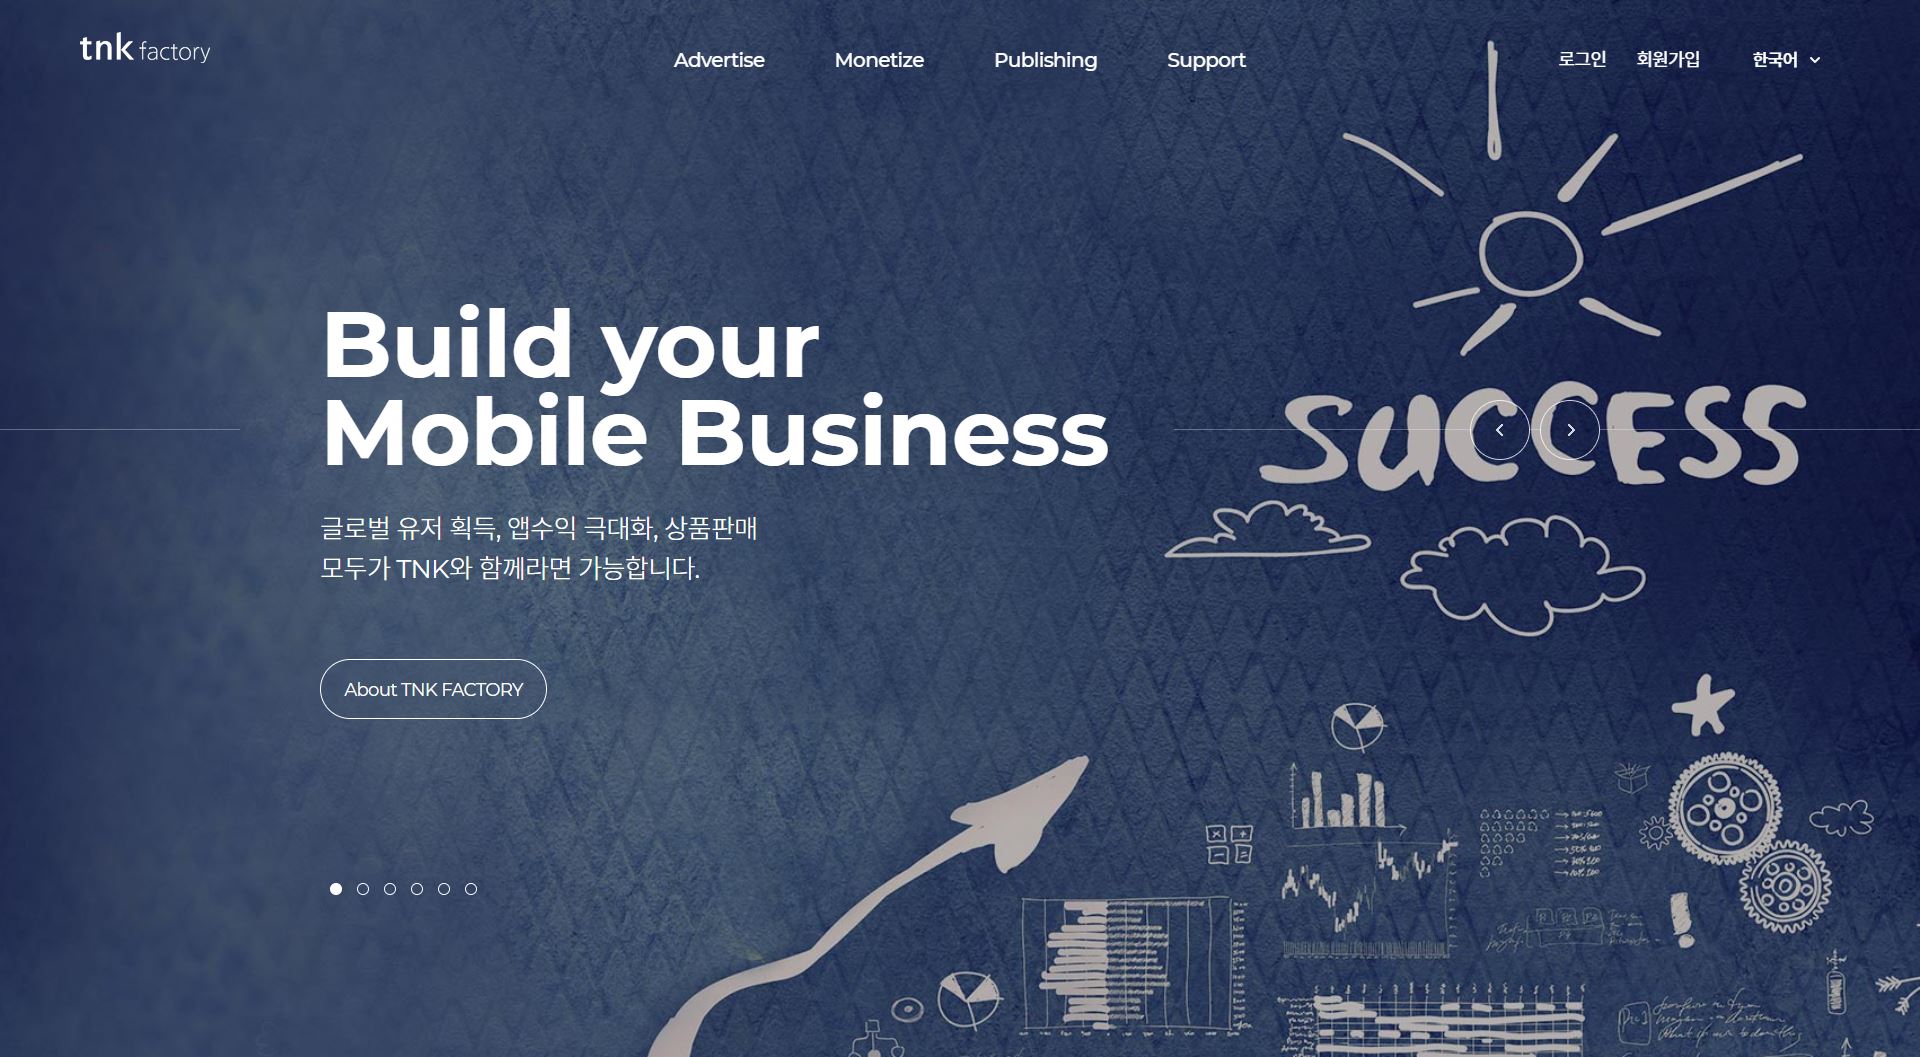 tnk factory
Advertise Monetize Publishing Support
로그인 회원가입 한국어
Build your
Mobile Business
SUCCESS
글로벌 유저 획득, 앱수익 극대화, 상품판매
모두가 TNK와 함께라면 가능합니다.
About TNK FACTORY